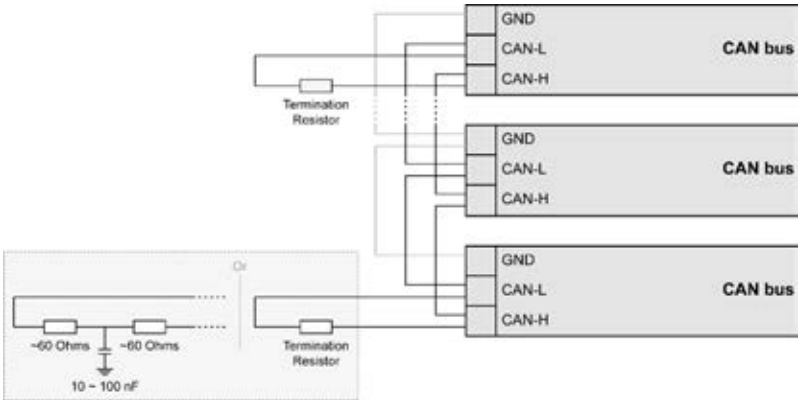 GND
CAN-L
CAN bus
CAN-H
Termination
Resistor
GND
CAN-L
CAN bus
CAN-H
Or
GND
CAN-L
CAN bus
CAN-H
~60 Ohms
~60 Ohms
Termination
Resistor
10 ~ 100 nF